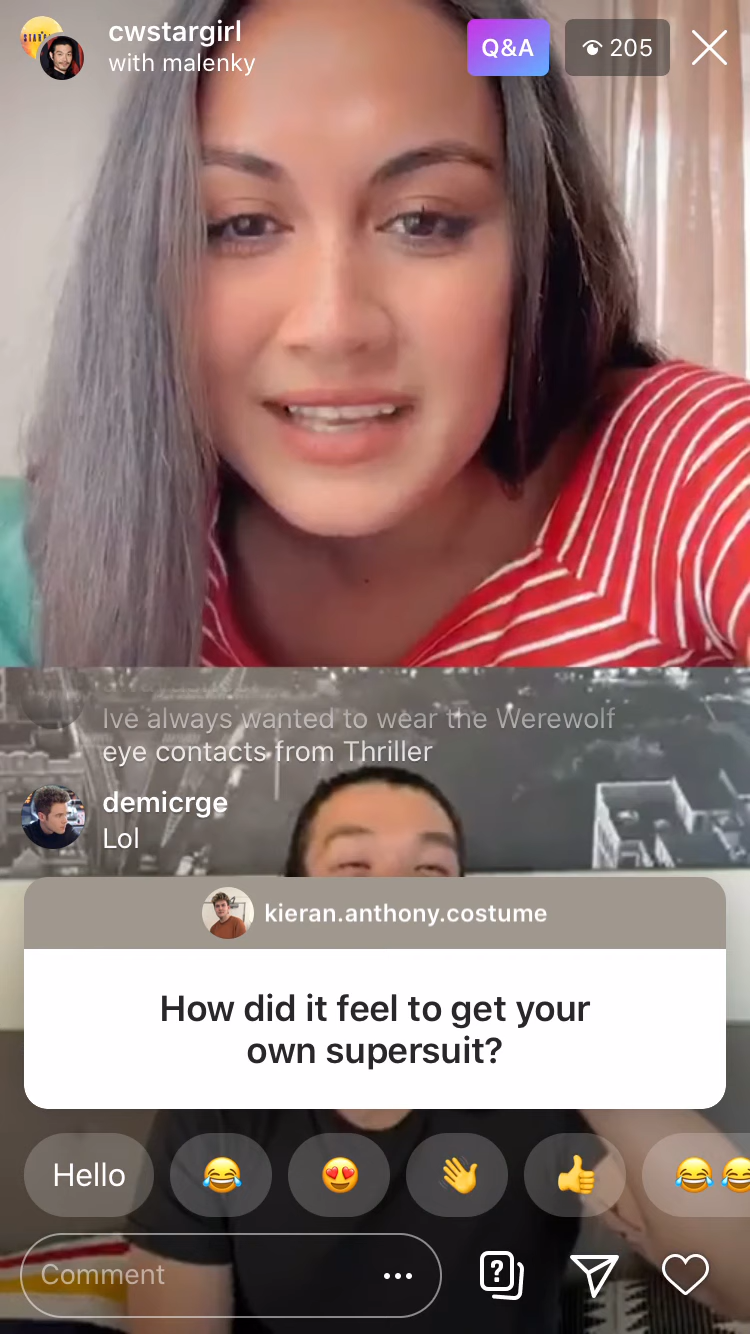 cwstargirl
with malenky
Q&A
205
Ive always wanted to wear the Werewolf
eye contacts from Thriller
demicrge
Lol
kieran.anthony.costume
How did it feel to get your
own supersuit?
Hello
Comment